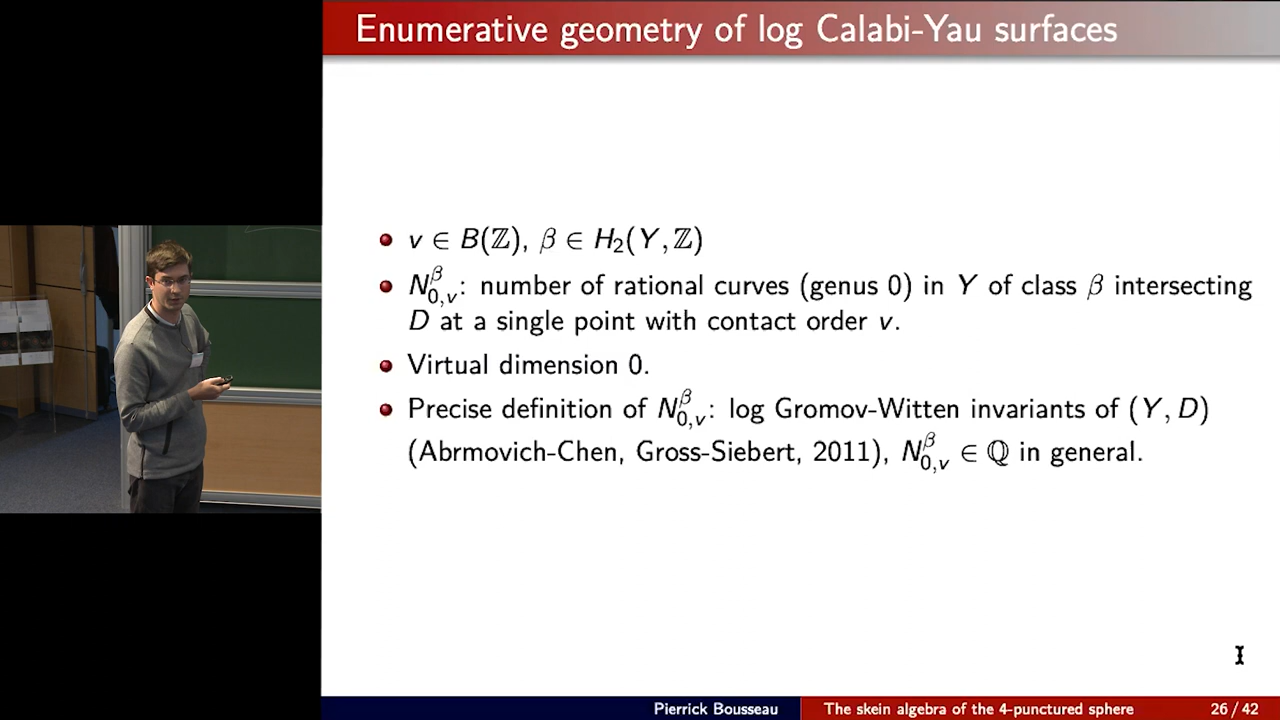 Enumerative geometry of log Calabi-Yau surfaces
v ∈ B(ℤ), β ∈ H₂(Y, ℤ)
N_{0,v}^β: number of rational curves (genus 0) in Y of class β intersecting
D at a single point with contact order v.
Virtual dimension 0.
Precise definition of N_{0,v}^β: log Gromov-Witten invariants of (Y, D)
(Abrmovich-Chen, Gross-Siebert, 2011), N_{0,v}^β ∈ ℚ in general.
Pierrick Bousseau
The skein algebra of the 4-punctured sphere
26 / 42